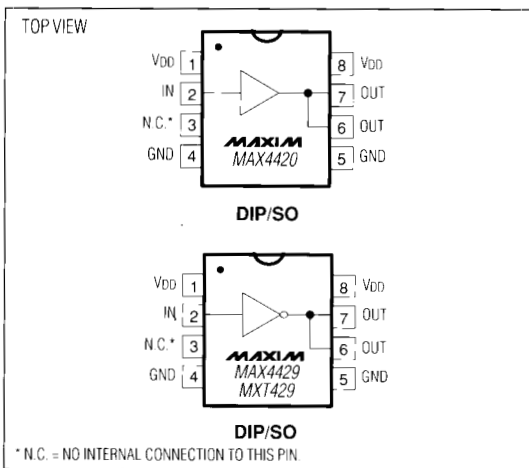 TOP VIEW
VDD 1
8 VDD
IN 2
7 OUT
N.C.* 3
6 OUT
GND 4
5 GND
MAXIM
MAX4420
DIP/SO
VDD 1
8 VDD
IN 2
7 OUT
N.C.* 3
6 OUT
GND 4
5 GND
MAXIM
MAX4429
MXT429
DIP/SO
* N.C. = NO INTERNAL CONNECTION TO THIS PIN.